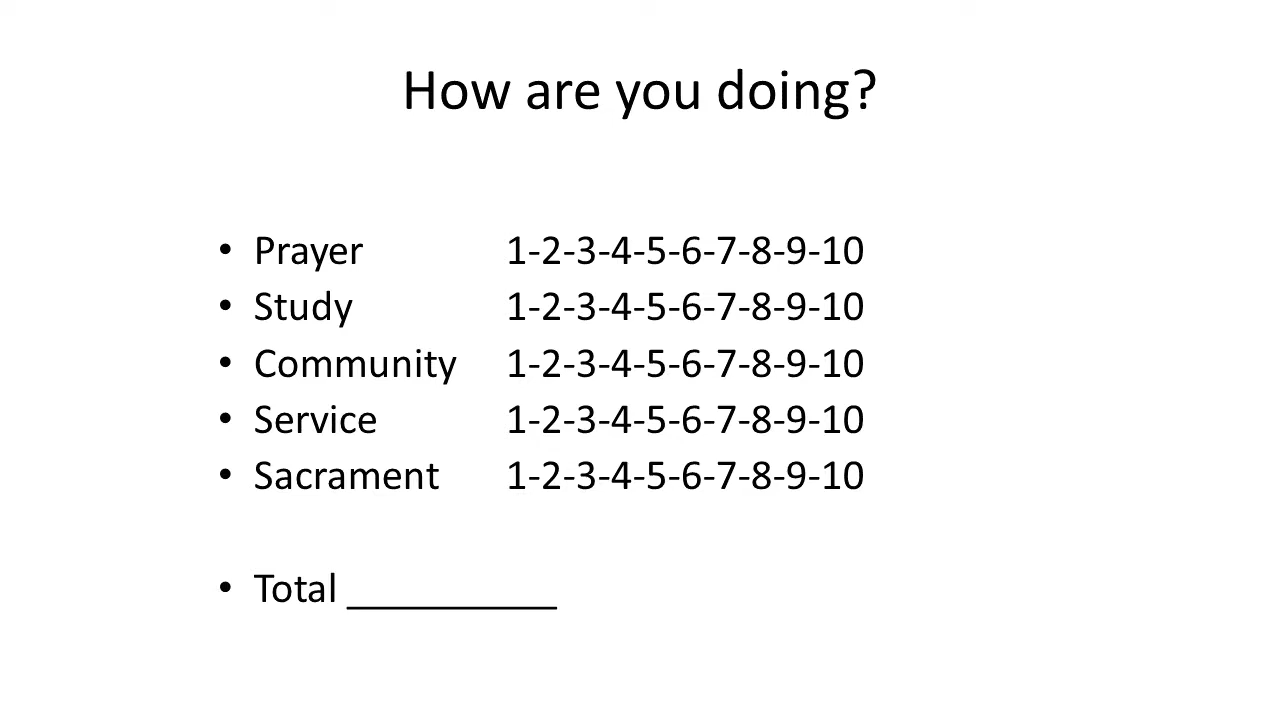 How are you doing?
• Prayer 1-2-3-4-5-6-7-8-9-10
• Study 1-2-3-4-5-6-7-8-9-10
• Community 1-2-3-4-5-6-7-8-9-10
• Service 1-2-3-4-5-6-7-8-9-10
• Sacrament 1-2-3-4-5-6-7-8-9-10
• Total __________